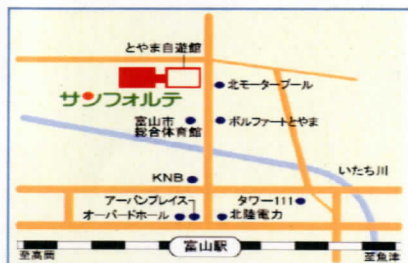 とやま自遊館
サンフォルテ
北モータープール
富山市
総合体育館
ボルファートとやま
いたち川
KNB
アーバンプレイス
オーバードホール
タワー111
北陸電力
富山駅
至高岡
至魚津